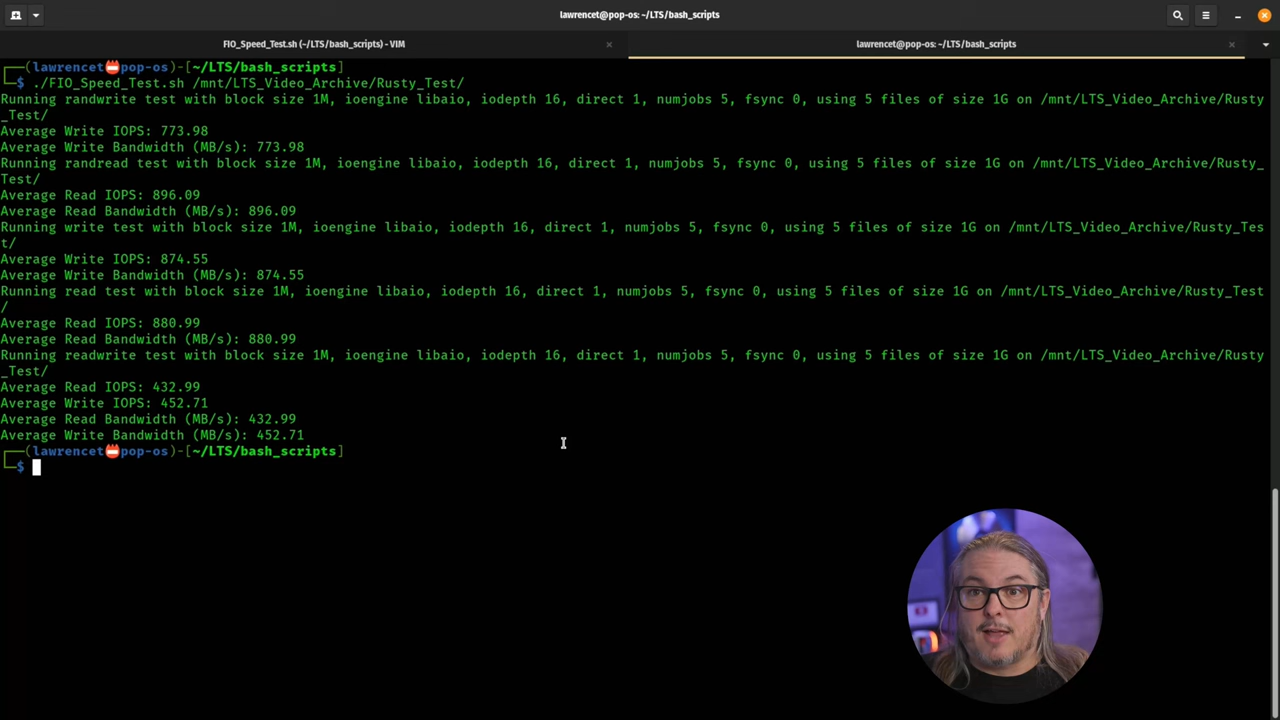 lawrencet@pop-os: ~/LTS/bash_scripts
FIO_Speed_Test.sh (~/LTS/bash_scripts) - VIM
lawrencet@pop-os: ~/LTS/bash_scripts
┌──(lawrencet📛pop-os)-[~/LTS/bash_scripts]
└─$ ./FIO_Speed_Test.sh /mnt/LTS_Video_Archive/Rusty_Test/
Running randwrite test with block size 1M, ioengine libaio, iodepth 16, direct 1, numjobs 5, fsync 0, using 5 files of size 1G on /mnt/LTS_Video_Archive/Rusty
_Test/
Average Write IOPS: 773.98
Average Write Bandwidth (MB/s): 773.98
Running randread test with block size 1M, ioengine libaio, iodepth 16, direct 1, numjobs 5, fsync 0, using 5 files of size 1G on /mnt/LTS_Video_Archive/Rusty_
Test/
Average Read IOPS: 896.09
Average Read Bandwidth (MB/s): 896.09
Running write test with block size 1M, ioengine libaio, iodepth 16, direct 1, numjobs 5, fsync 0, using 5 files of size 1G on /mnt/LTS_Video_Archive/Rusty_Tes
t/
Average Write IOPS: 874.55
Average Write Bandwidth (MB/s): 874.55
Running read test with block size 1M, ioengine libaio, iodepth 16, direct 1, numjobs 5, fsync 0, using 5 files of size 1G on /mnt/LTS_Video_Archive/Rusty_Test
/
Average Read IOPS: 880.99
Average Read Bandwidth (MB/s): 880.99
Running readwrite test with block size 1M, ioengine libaio, iodepth 16, direct 1, numjobs 5, fsync 0, using 5 files of size 1G on /mnt/LTS_Video_Archive/Rusty
_Test/
Average Read IOPS: 432.99
Average Write IOPS: 452.71
Average Read Bandwidth (MB/s): 432.99
Average Write Bandwidth (MB/s): 452.71
┌──(lawrencet📛pop-os)-[~/LTS/bash_scripts]
└─$